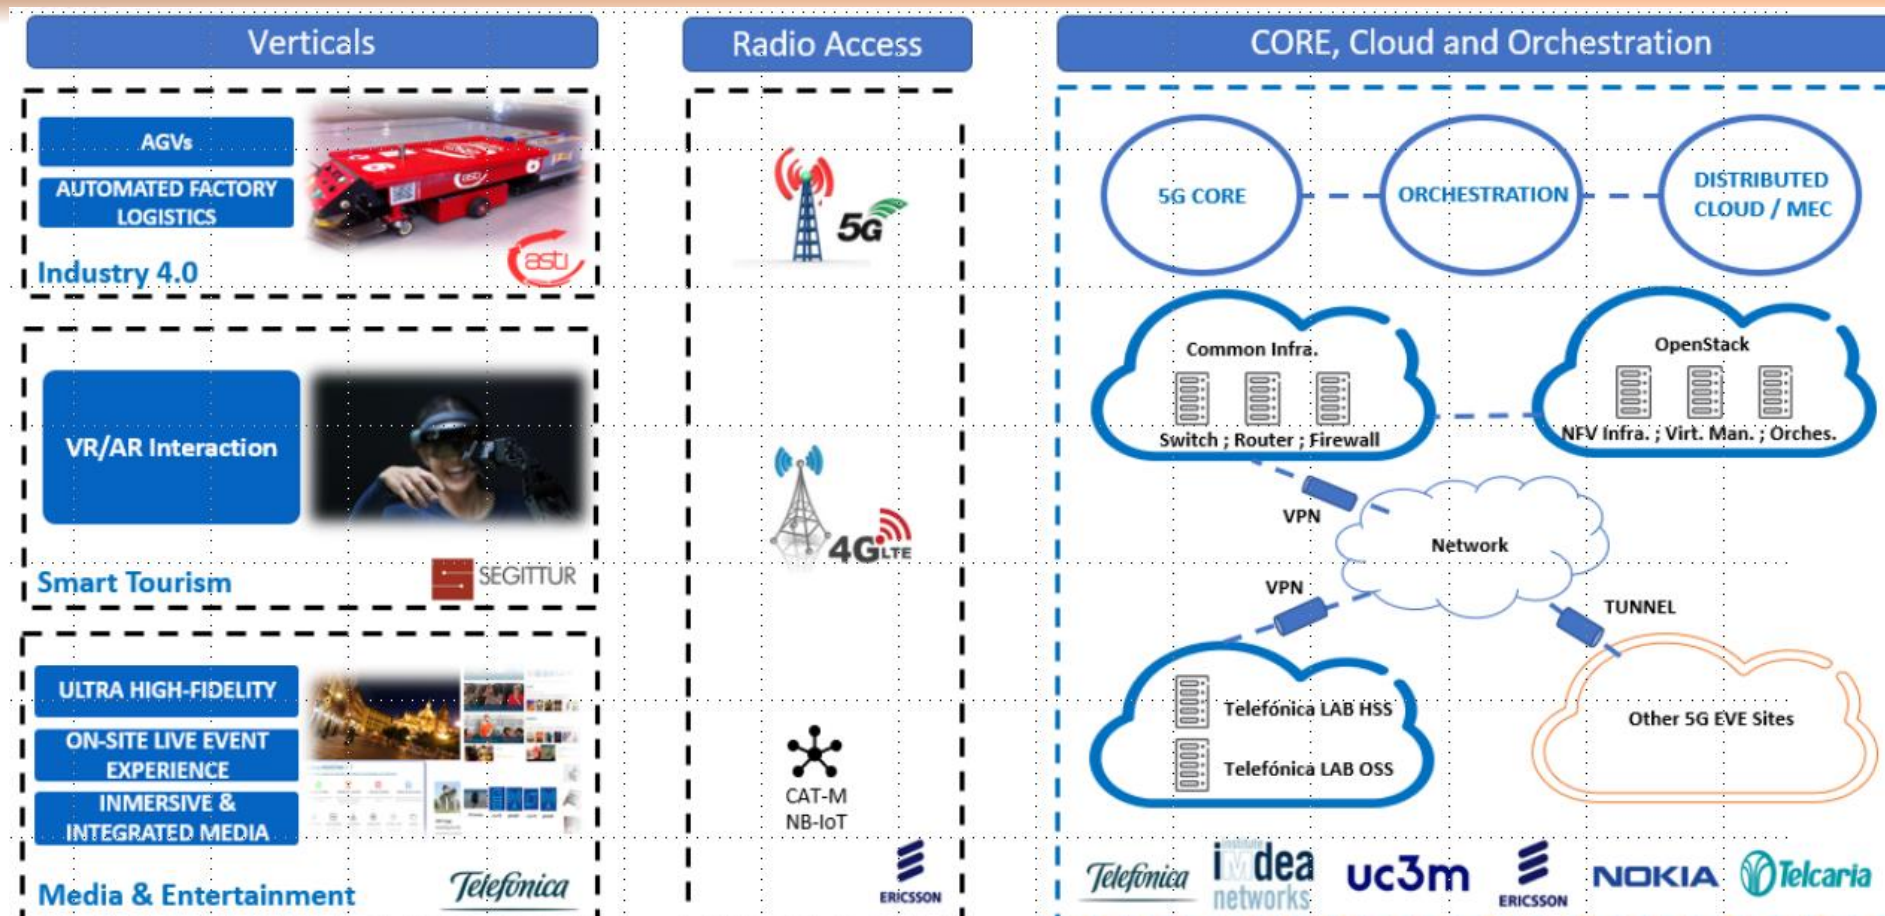 Verticals
Radio Access
CORE, Cloud and Orchestration
AGVs
AUTOMATED FACTORY
LOGISTICS
asti
asti
Industry 4.0
VR/AR Interaction
SEGITTUR
Smart Tourism
ULTRA HIGH-FIDELITY
ON-SITE LIVE EVENT
EXPERIENCE
INMERSIVE &
INTEGRATED MEDIA
Telefónica
Media & Entertainment
5G
4G LTE
CAT-M
NB-IoT
ERICSSON
5G CORE
ORCHESTRATION
DISTRIBUTED
CLOUD / MEC
Common Infra.
Switch ; Router ; Firewall
OpenStack
NFV Infra. ; Virt. Man. ; Orches.
VPN
Network
VPN
TUNNEL
Telefónica LAB HSS
Telefónica LAB OSS
Other 5G EVE Sites
Telefónica
institute
imdea
networks
uc3m
ERICSSON
NOKIA
Telcaria